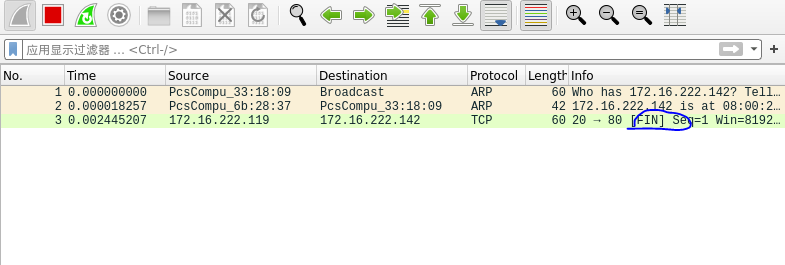 应用显示过滤器 … <Ctrl-/>
No. Time Source Destination Protocol Length Info
1 0.000000000 PcsCompu_33:18:09 Broadcast ARP 60 Who has 172.16.222.142? Tell…
2 0.000018257 PcsCompu_6b:28:37 PcsCompu_33:18:09 ARP 42 172.16.222.142 is at 08:00:2…
3 0.002445207 172.16.222.119 172.16.222.142 TCP 60 20 → 80 [FIN] Seq=1 Win=8192…